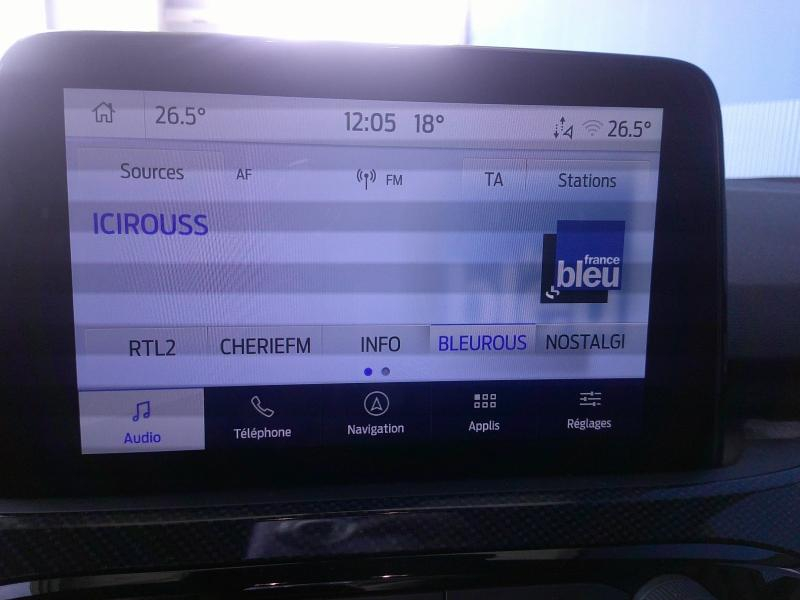 26.5° 12:05 18° 26.5°
Sources AF FM TA Stations
ICIROUSS
france
bleu
RTL2 CHERIEFM INFO BLEUROUS NOSTALGI
Audio Téléphone Navigation Applis Réglages